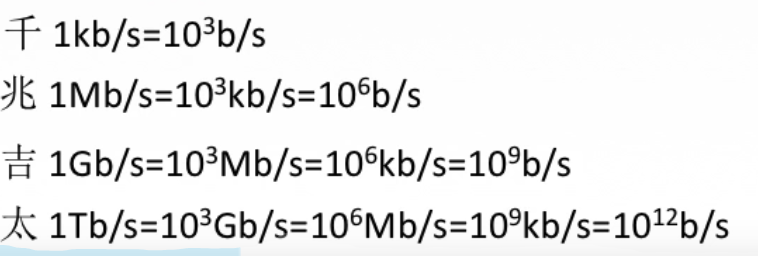 千 1kb/s=10³b/s
兆 1Mb/s=10³kb/s=10⁶b/s
吉 1Gb/s=10³Mb/s=10⁶kb/s=10⁹b/s
太 1Tb/s=10³Gb/s=10⁶Mb/s=10⁹kb/s=10¹²b/s